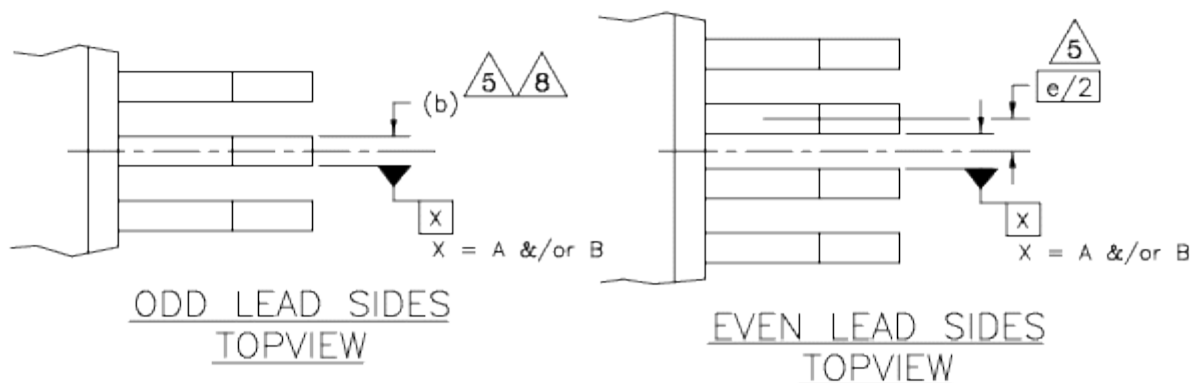 5 8
(b)
X
X = A &/or B
ODD LEAD SIDES
TOPVIEW
5
e/2
X
X = A &/or B
EVEN LEAD SIDES
TOPVIEW